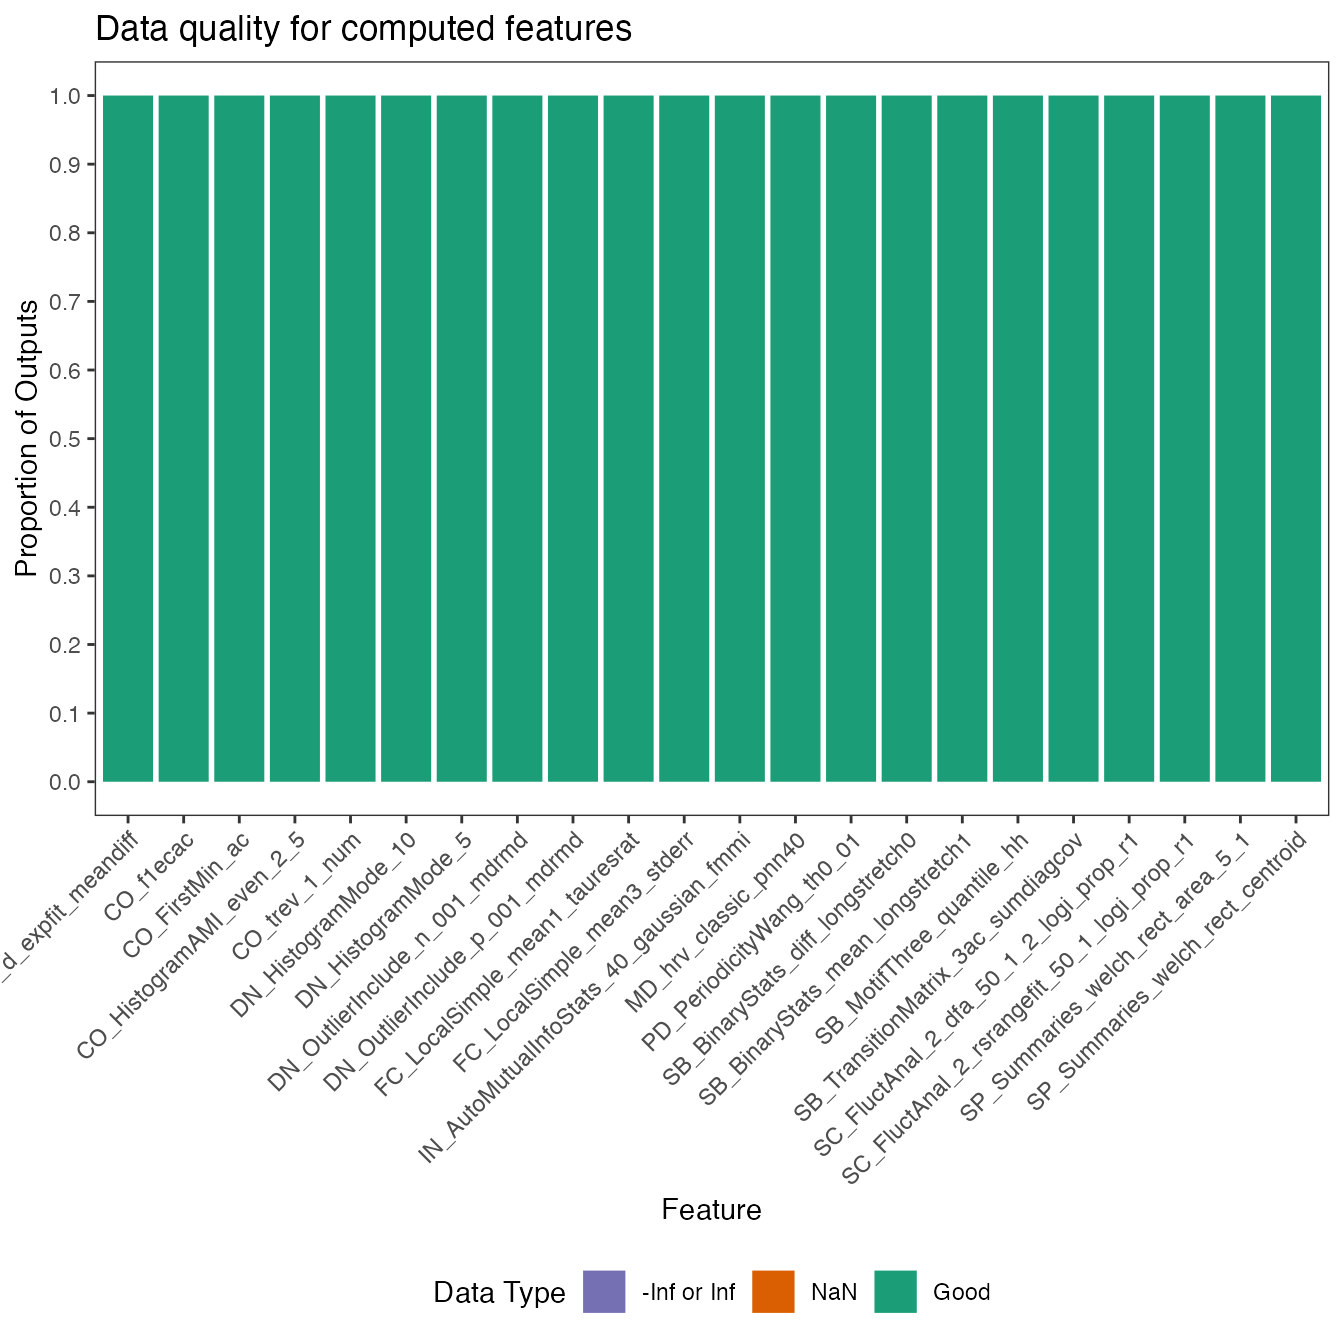 Data quality for computed features
Proportion of Outputs
1.0
0.9
0.8
0.7
0.6
0.5
0.4
0.3
0.2
0.1
0.0
_d_expfit_meandiff
CO_f1ecac
CO_FirstMin_ac
CO_HistogramAMI_even_2_5
CO_trev_1_num
DN_HistogramMode_10
DN_HistogramMode_5
DN_OutlierInclude_n_001_mdrmd
DN_OutlierInclude_p_001_mdrmd
FC_LocalSimple_mean1_tauresrat
FC_LocalSimple_mean3_stderr
IN_AutoMutualInfoStats_40_gaussian_fmmi
MD_hrv_classic_pnn40
PD_PeriodicityWang_th0_01
SB_BinaryStats_diff_longstretch0
SB_BinaryStats_mean_longstretch1
SB_MotifThree_quantile_hh
SB_TransitionMatrix_3ac_sumdiagcov
SC_FluctAnal_2_dfa_50_1_2_logi_prop_r1
SC_FluctAnal_2_rsrangefit_50_1_logi_prop_r1
SP_Summaries_welch_rect_area_5_1
SP_Summaries_welch_rect_centroid
Feature
Data Type -Inf or Inf NaN Good